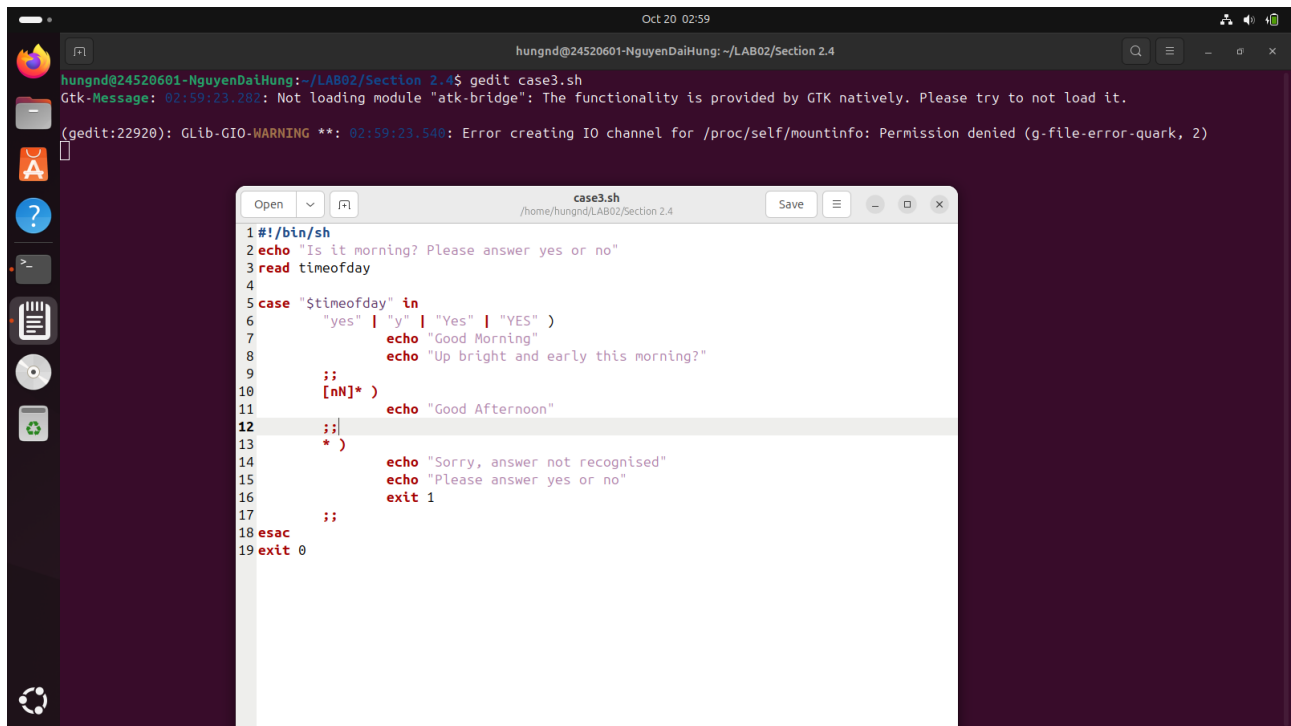 Oct 20 02:59
hungnd@24520601-NguyenDaiHung: ~/LAB02/Section 2.4
hungnd@24520601-NguyenDaiHung:~/LAB02/Section 2.4$ gedit case3.sh
Gtk-Message: 02:59:23.282: Not loading module "atk-bridge": The functionality is provided by GTK natively. Please try to not load it.
(gedit:22920): GLib-GIO-WARNING **: 02:59:23.540: Error creating IO channel for /proc/self/mountinfo: Permission denied (g-file-error-quark, 2)
Open
case3.sh
/home/hungnd/LAB02/Section 2.4
Save
1 #!/bin/sh
2 echo "Is it morning? Please answer yes or no"
3 read timeofday
4
5 case "$timeofday" in
6 "yes" | "y" | "Yes" | "YES" )
7 echo "Good Morning"
8 echo "Up bright and early this morning?"
9 ;;
10 [nN]* )
11 echo "Good Afternoon"
12 ;;
13 * )
14 echo "Sorry, answer not recognised"
15 echo "Please answer yes or no"
16 exit 1
17 ;;
18 esac
19 exit 0